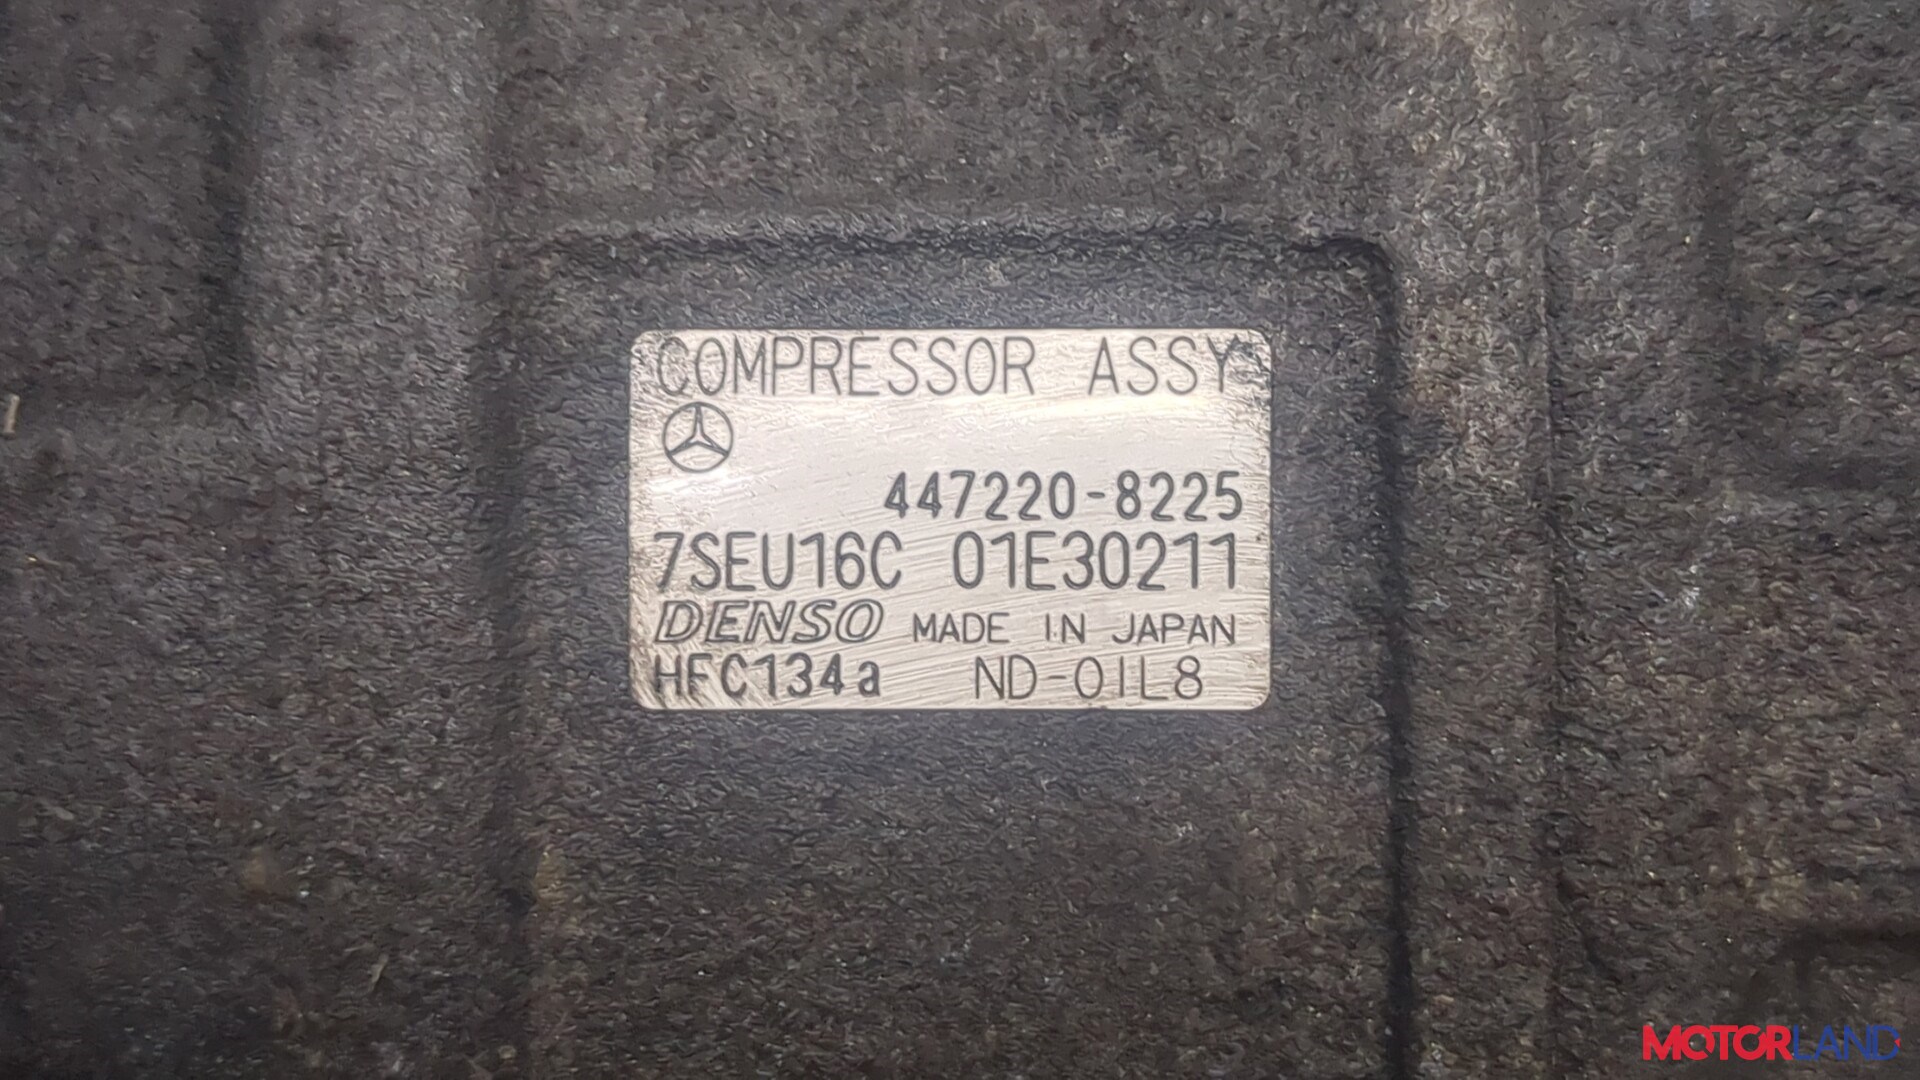 COMPRESSOR ASSY
447220-8225
7SEU16C 01E30211
DENSO MADE IN JAPAN
HFC134a ND-OIL8
MOTORLAND